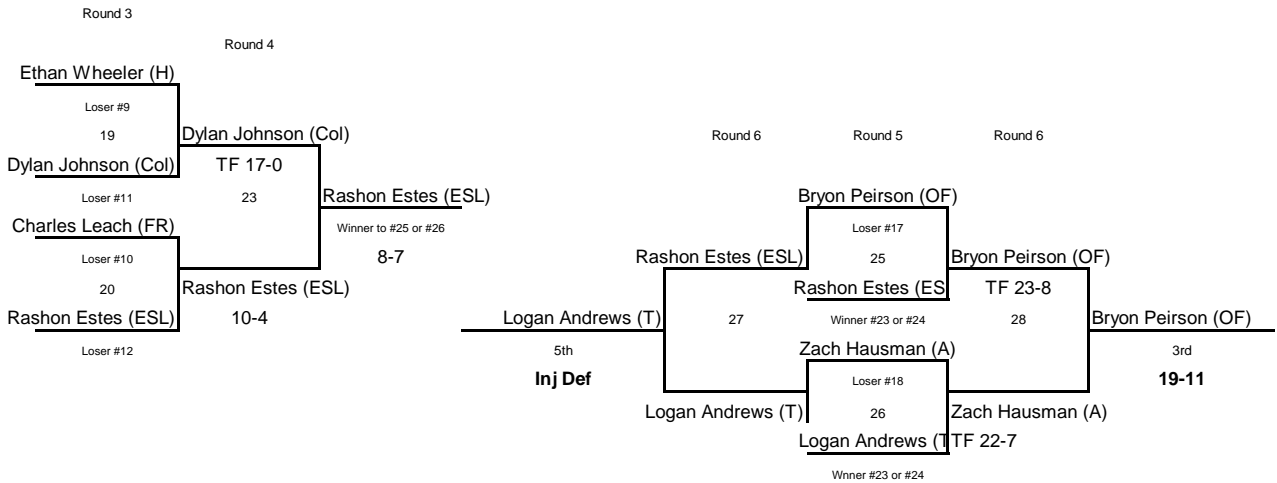 Round 3
Round 4
Ethan Wheeler (H)
Loser #9
19
Dylan Johnson (Col)
Dylan Johnson (Col)
TF 17-0
Loser #11
23
Rashon Estes (ESL)
Charles Leach (FR)
Winner to #25 or #26
Loser #10
8-7
20
Rashon Estes (ESL)
Rashon Estes (ESL)
10-4
Loser #12
Round 6
Round 5
Round 6
Bryon Peirson (OF)
Loser #17
Rashon Estes (ESL)
25
Bryon Peirson (OF)
Rashon Estes (ES
TF 23-8
Logan Andrews (T)
27
Winner #23 or #24
28
Bryon Peirson (OF)
5th
Zach Hausman (A)
3rd
Inj Def
Loser #18
19-11
Logan Andrews (T)
26
Zach Hausman (A)
Logan Andrews (T
TF 22-7
Wnner #23 or #24